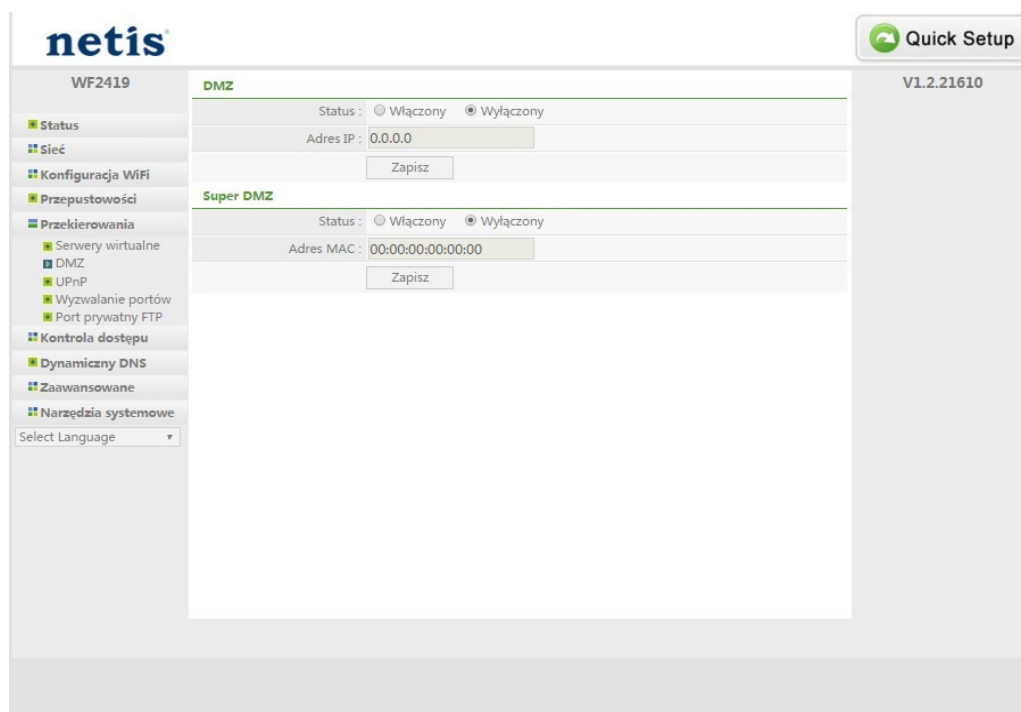 netis
Quick Setup
WF2419
V1.2.21610
Status
Sieć
Konfiguracja WiFi
Przepustowości
Przekierowania
Serwery wirtualne
DMZ
UPnP
Wyzwalanie portów
Port prywatny FTP
Kontrola dostępu
Dynamiczny DNS
Zaawansowane
Narzędzia systemowe
Select Language
DMZ
Status : Włączony Wyłączony
Adres IP : 0.0.0.0
Zapisz
Super DMZ
Status : Włączony Wyłączony
Adres MAC : 00:00:00:00:00:00
Zapisz